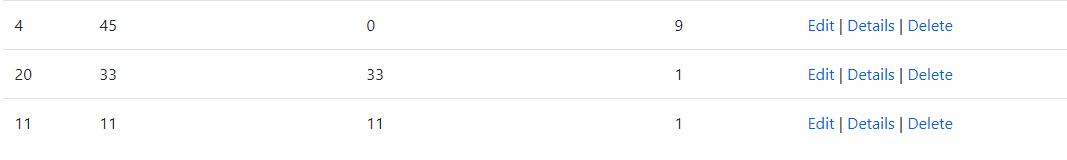 4 45 0 9 Edit | Details | Delete
20 33 33 1 Edit | Details | Delete
11 11 11 1 Edit | Details | Delete